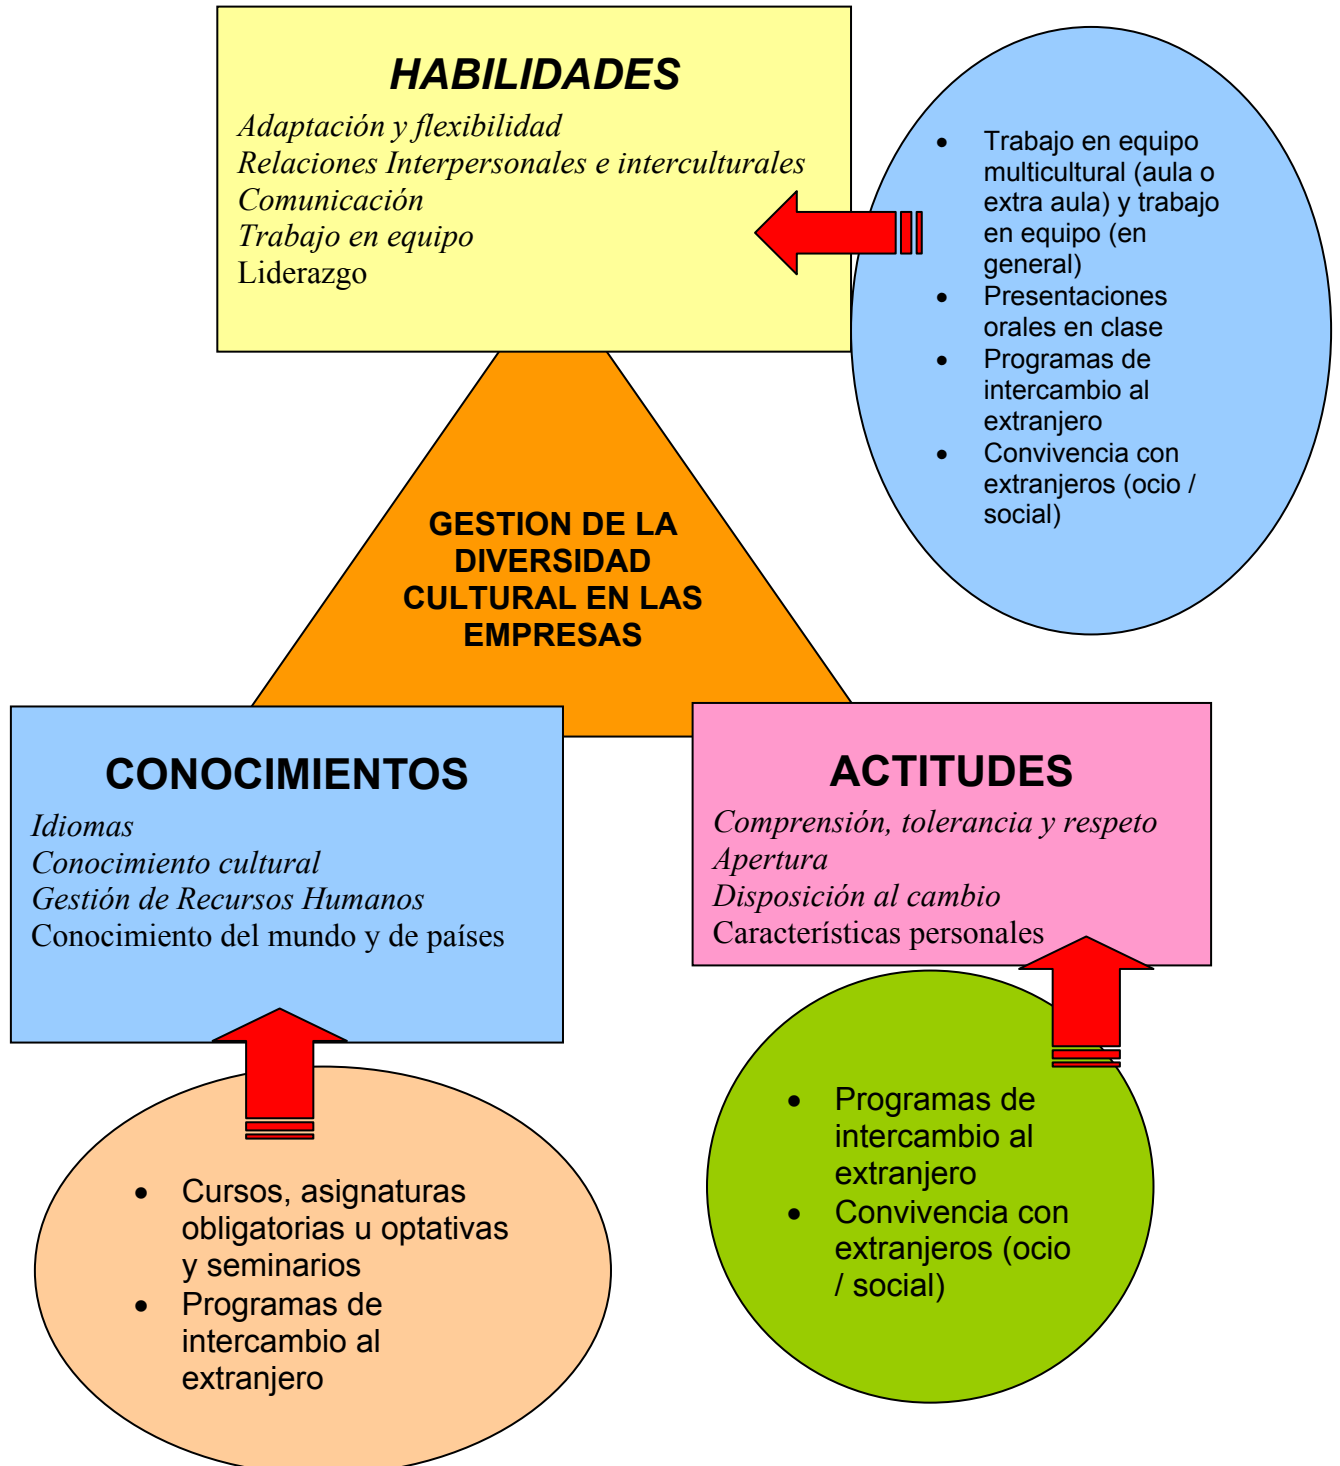 HABILIDADES
Adaptación y flexibilidad
Relaciones Interpersonales e interculturales
Comunicación
Trabajo en equipo
Liderazgo
• Trabajo en equipo
multicultural (aula o
extra aula) y trabajo
en equipo (en
general)
• Presentaciones
orales en clase
• Programas de
intercambio al
extranjero
• Convivencia con
extranjeros (ocio /
social)
GESTION DE LA
DIVERSIDAD
CULTURAL EN LAS
EMPRESAS
CONOCIMIENTOS
Idiomas
Conocimiento cultural
Gestión de Recursos Humanos
Conocimiento del mundo y de países
ACTITUDES
Comprensión, tolerancia y respeto
Apertura
Disposición al cambio
Características personales
• Cursos, asignaturas
obligatorias u optativas
y seminarios
• Programas de
intercambio al
extranjero
• Programas de
intercambio al
extranjero
• Convivencia con
extranjeros (ocio
/ social)